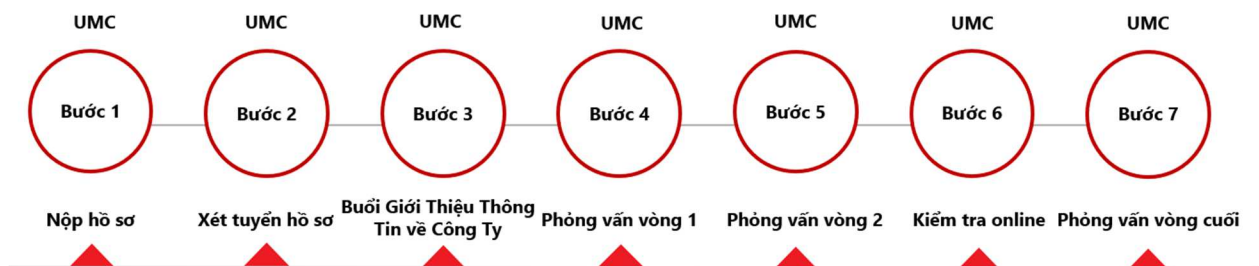 UMC
UMC
UMC
UMC
UMC
UMC
UMC
Bước 1
Bước 2
Bước 3
Bước 4
Bước 5
Bước 6
Bước 7
Nộp hồ sơ
Xét tuyển hồ sơ
Buổi Giới Thiệu Thông
Tin về Công Ty
Phỏng vấn vòng 1
Phỏng vấn vòng 2
Kiểm tra online
Phỏng vấn vòng cuối